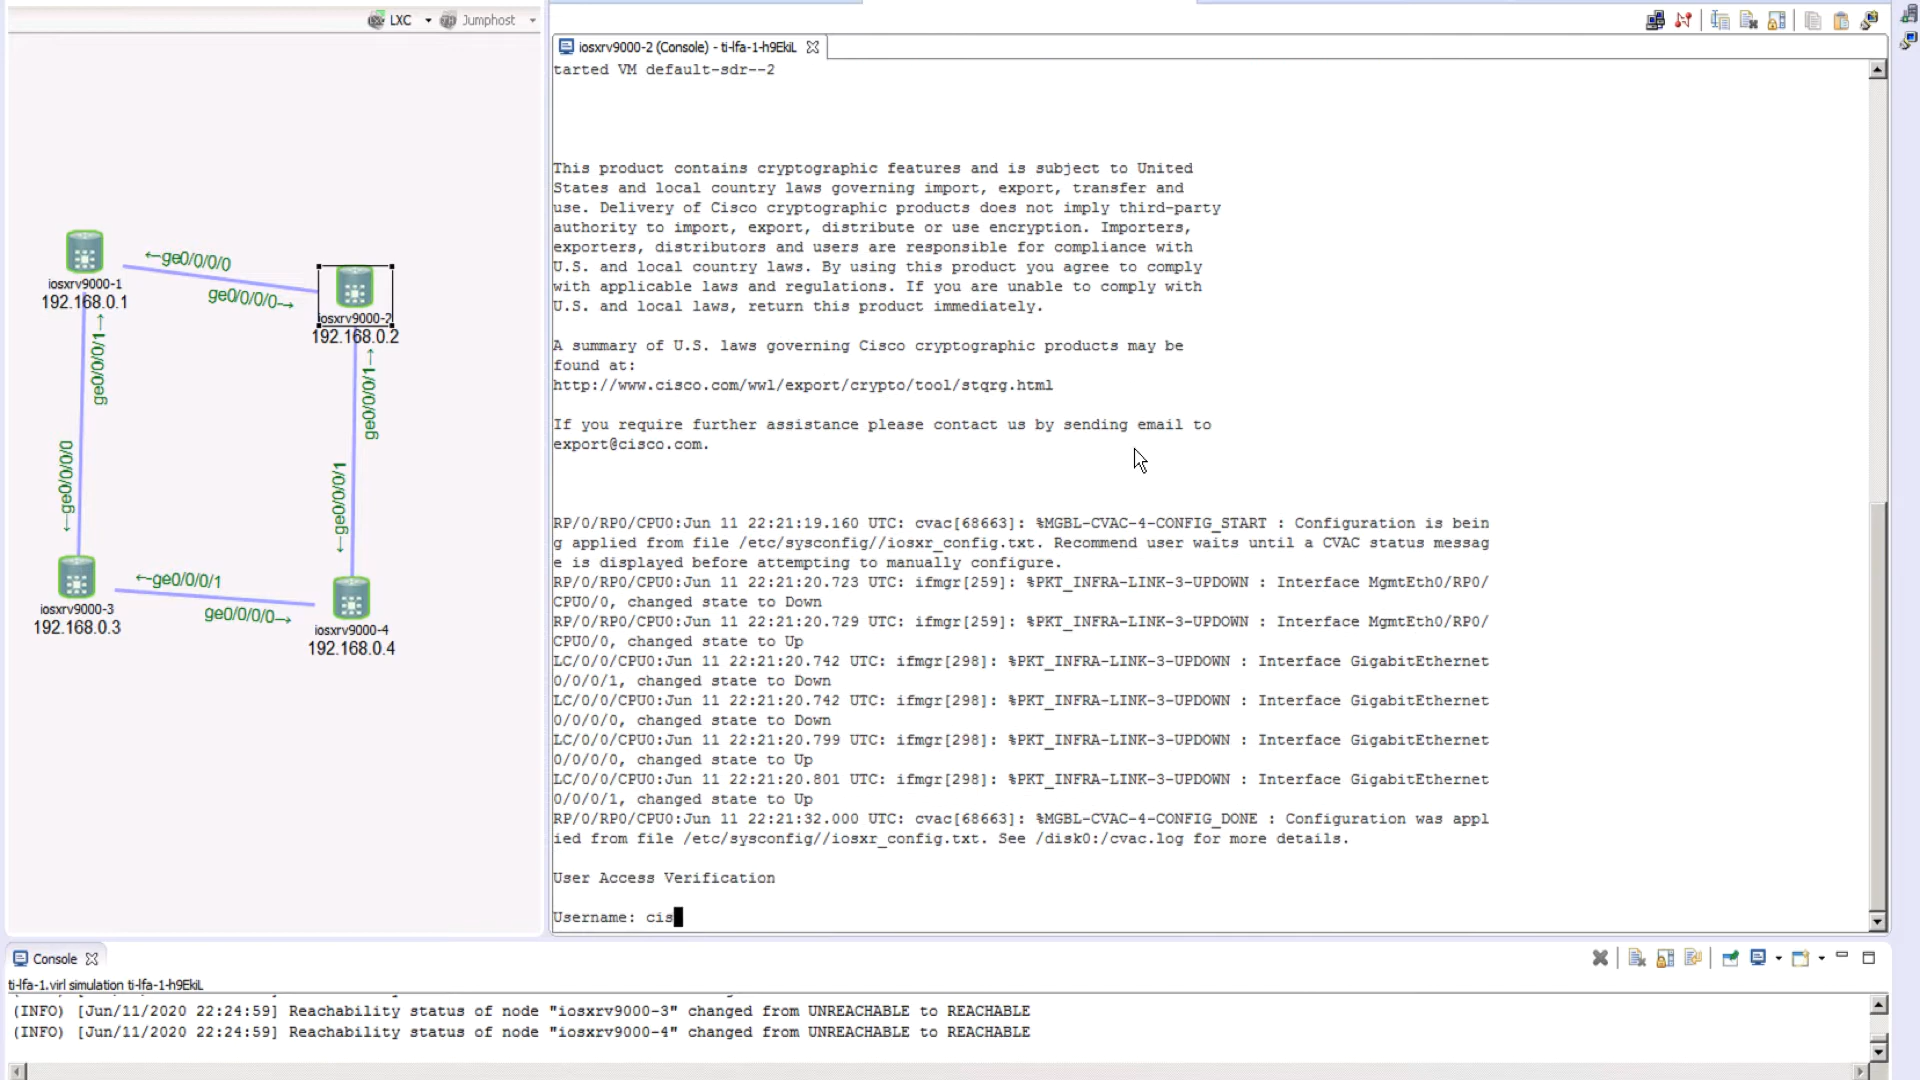 LXC
Jumphost
iosxrv9000-1
192.168.0.1
←ge0/0/0/0
ge0/0/0/0→
iosxrv9000-2
192.168.0.2
ge0/0/0/1→
ge0/0/0/1→
←ge0/0/0/0
←ge0/0/0/1
iosxrv9000-3
192.168.0.3
←ge0/0/0/1
ge0/0/0/0→
iosxrv9000-4
192.168.0.4
iosxrv9000-2 (Console) - ti-lfa-1-h9EkiL
tarted VM default-sdr--2
This product contains cryptographic features and is subject to United
States and local country laws governing import, export, transfer and
use. Delivery of Cisco cryptographic products does not imply third-party
authority to import, export, distribute or use encryption. Importers,
exporters, distributors and users are responsible for compliance with
U.S. and local country laws. By using this product you agree to comply
with applicable laws and regulations. If you are unable to comply with
U.S. and local laws, return this product immediately.
A summary of U.S. laws governing Cisco cryptographic products may be
found at:
http://www.cisco.com/wwl/export/crypto/tool/stqrg.html
If you require further assistance please contact us by sending email to
export@cisco.com.
RP/0/RP0/CPU0:Jun 11 22:21:19.160 UTC: cvac[68663]: %MGBL-CVAC-4-CONFIG_START : Configuration is bein
g applied from file /etc/sysconfig//iosxr_config.txt. Recommend user waits until a CVAC status messag
e is displayed before attempting to manually configure.
RP/0/RP0/CPU0:Jun 11 22:21:20.723 UTC: ifmgr[259]: %PKT_INFRA-LINK-3-UPDOWN : Interface MgmtEth0/RP0/
CPU0/0, changed state to Down
RP/0/RP0/CPU0:Jun 11 22:21:20.729 UTC: ifmgr[259]: %PKT_INFRA-LINK-3-UPDOWN : Interface MgmtEth0/RP0/
CPU0/0, changed state to Up
LC/0/0/CPU0:Jun 11 22:21:20.742 UTC: ifmgr[298]: %PKT_INFRA-LINK-3-UPDOWN : Interface GigabitEthernet
0/0/0/1, changed state to Down
LC/0/0/CPU0:Jun 11 22:21:20.742 UTC: ifmgr[298]: %PKT_INFRA-LINK-3-UPDOWN : Interface GigabitEthernet
0/0/0/0, changed state to Down
LC/0/0/CPU0:Jun 11 22:21:20.799 UTC: ifmgr[298]: %PKT_INFRA-LINK-3-UPDOWN : Interface GigabitEthernet
0/0/0/0, changed state to Up
LC/0/0/CPU0:Jun 11 22:21:20.801 UTC: ifmgr[298]: %PKT_INFRA-LINK-3-UPDOWN : Interface GigabitEthernet
0/0/0/1, changed state to Up
RP/0/RP0/CPU0:Jun 11 22:21:32.000 UTC: cvac[68663]: %MGBL-CVAC-4-CONFIG_DONE : Configuration was appl
ied from file /etc/sysconfig//iosxr_config.txt. See /disk0:/cvac.log for more details.
User Access Verification
Username: cis
Console
ti-lfa-1.virl simulation ti-lfa-1-h9EkiL
(INFO) [Jun/11/2020 22:24:59] Reachability status of node "iosxrv9000-3" changed from UNREACHABLE to REACHABLE
(INFO) [Jun/11/2020 22:24:59] Reachability status of node "iosxrv9000-4" changed from UNREACHABLE to REACHABLE